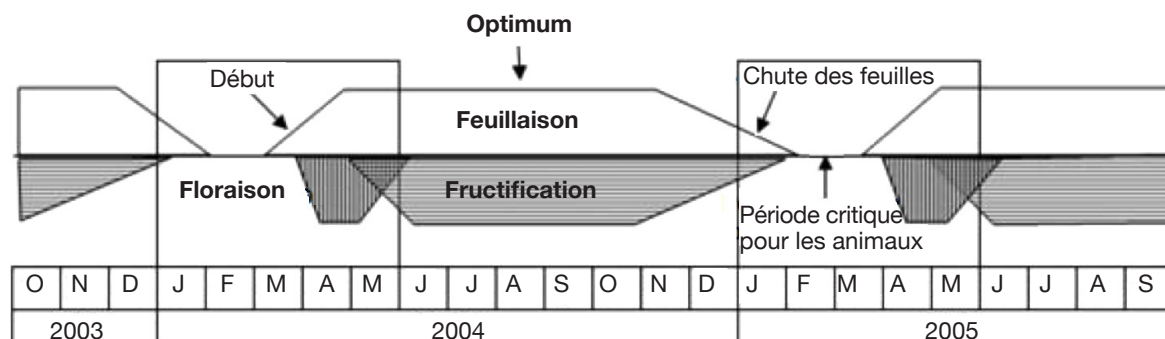 Optimum
Début
Chute des feuilles
Feuillaison
Floraison
Fructification
Période critique
pour les animaux
O N D J F M A M J J A S O N D J F M A M J J A S
2003 2004 2005